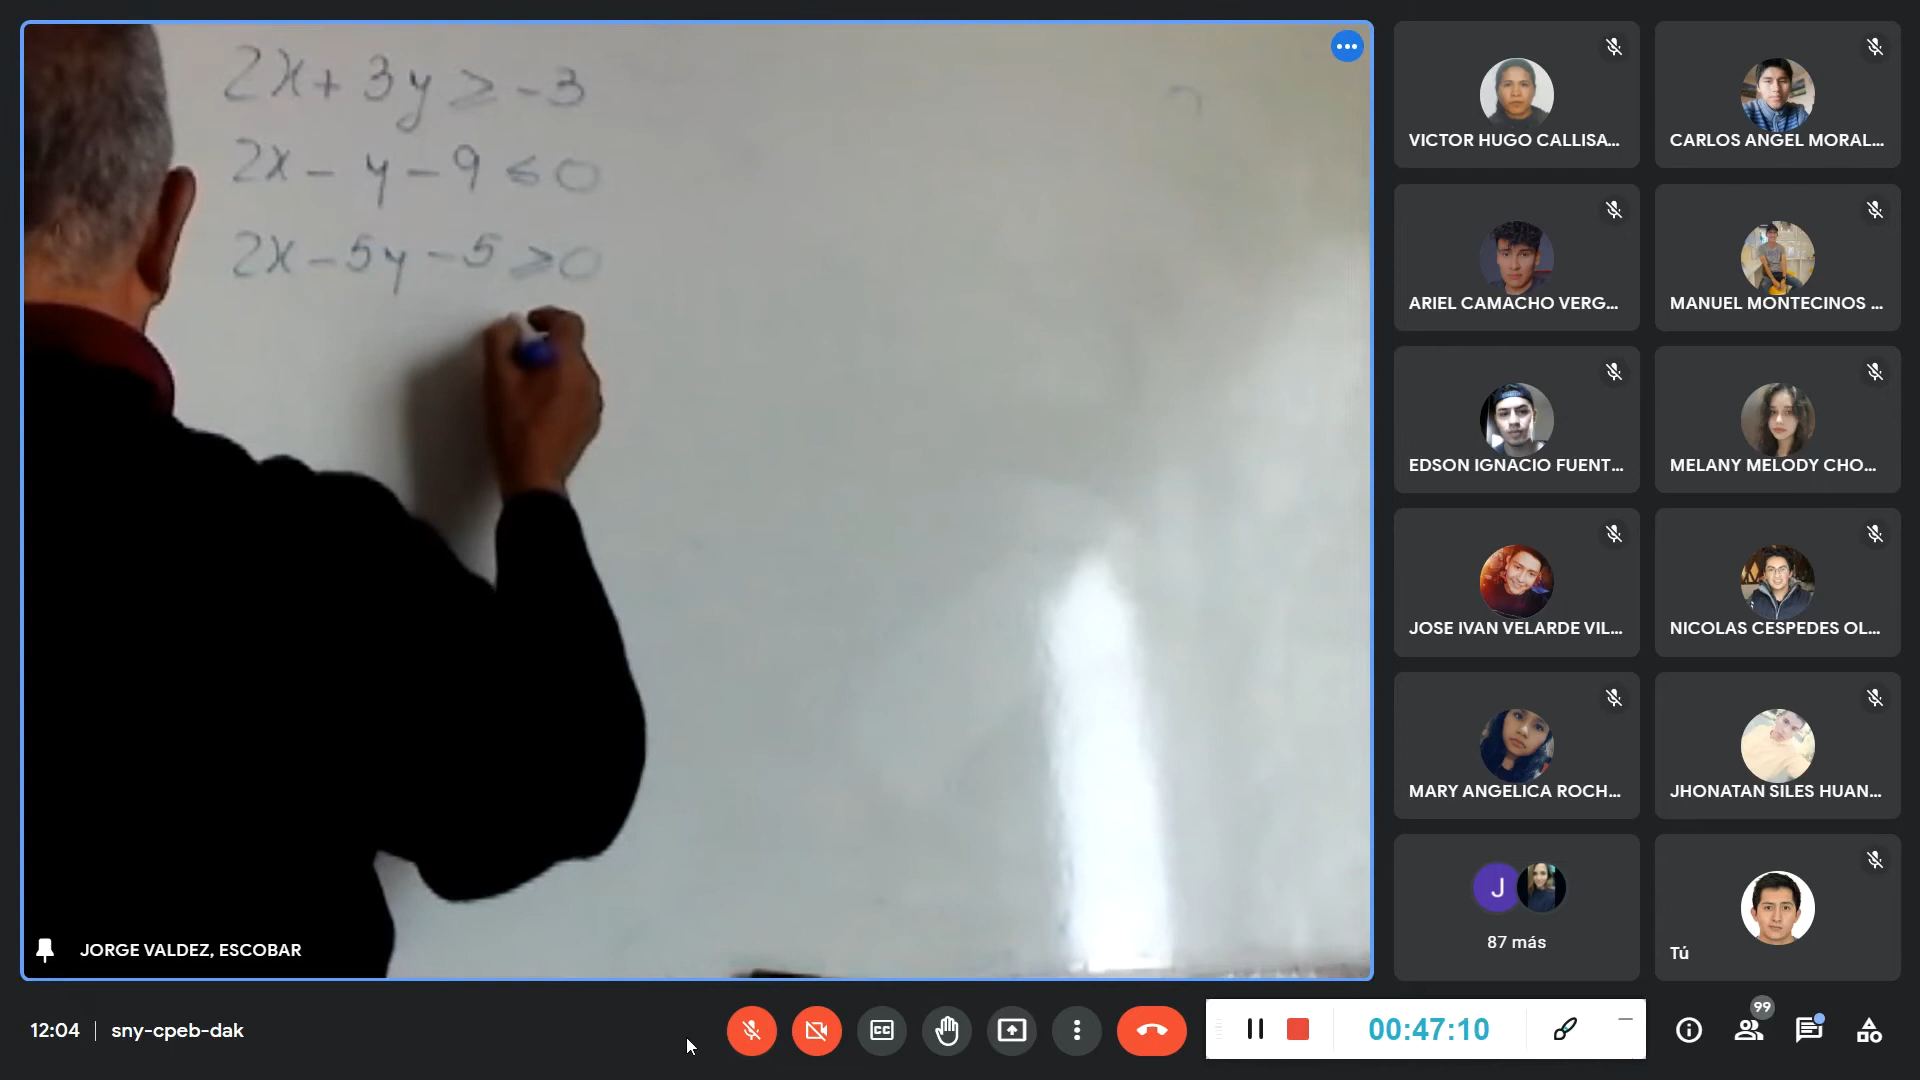 2x + 3y ≥ -3
2x - y - 9 ≤ 0
2x - 5y - 5 ≥ 0
JORGE VALDEZ, ESCOBAR
VICTOR HUGO CALLISA...
CARLOS ANGEL MORAL...
ARIEL CAMACHO VERG...
MANUEL MONTECINOS ...
EDSON IGNACIO FUENT...
MELANY MELODY CHO...
JOSE IVAN VELARDE VIL...
NICOLAS CESPEDES OL...
MARY ANGELICA ROCH...
JHONATAN SILES HUAN...
J
87 más
Tú
12:04 | sny-cpeb-dak
CC
00:47:10
99